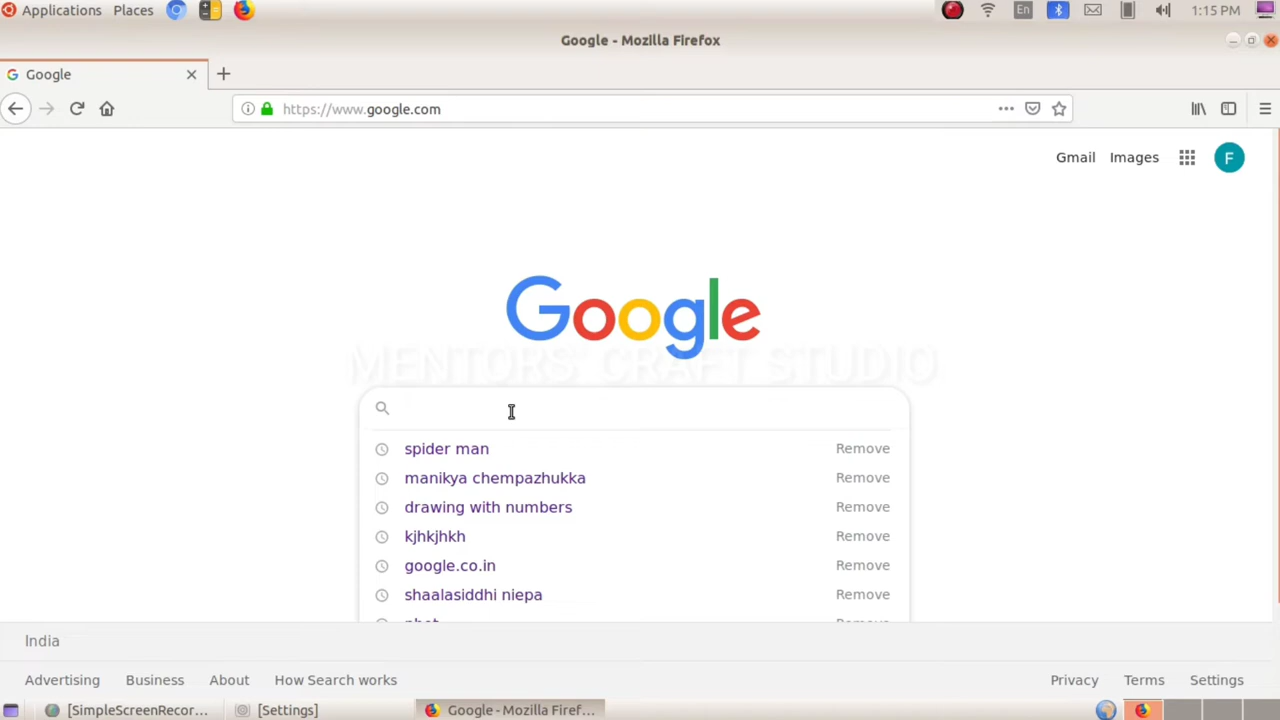 Applications Places En 1:15 PM
Google - Mozilla Firefox
Google
https://www.google.com
Gmail Images F
Google
MENTORS' CRAFT STUDIO
spider man Remove
manikya chempazhukka Remove
drawing with numbers Remove
kjhkjhkh Remove
google.co.in Remove
shaalasiddhi niepa Remove
India
Advertising Business About How Search works Privacy Terms Settings
[SimpleScreenRecor... [Settings] Google - Mozilla Firef...